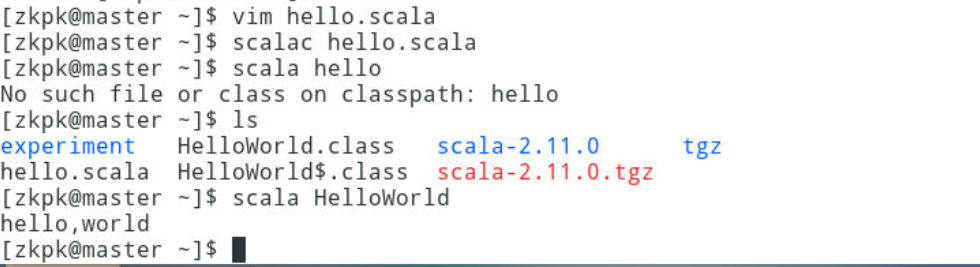 [zkpk@master ~]$ vim hello.scala
[zkpk@master ~]$ scalac hello.scala
[zkpk@master ~]$ scala hello
No such file or class on classpath: hello
[zkpk@master ~]$ ls
experiment   HelloWorld.class   scala-2.11.0      tgz
hello.scala  HelloWorld$.class  scala-2.11.0.tgz
[zkpk@master ~]$ scala HelloWorld
hello,world
[zkpk@master ~]$